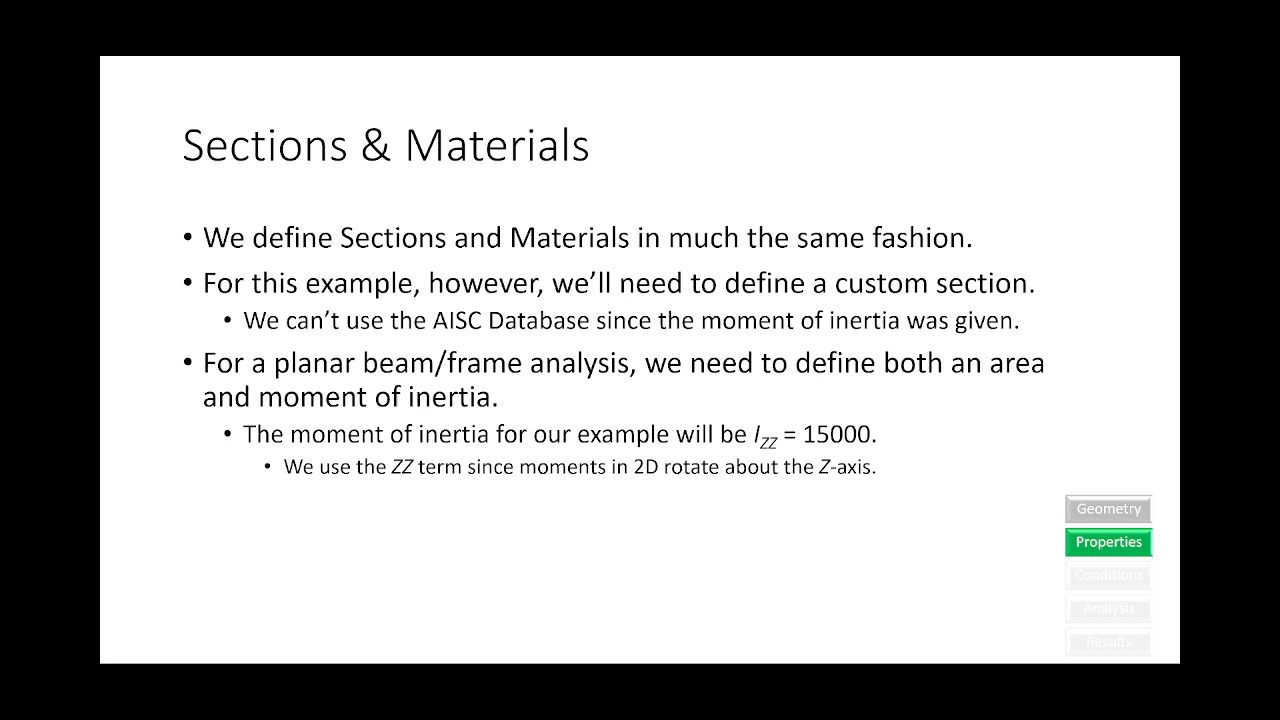 Sections & Materials
• We define Sections and Materials in much the same fashion.
• For this example, however, we’ll need to define a custom section.
• We can’t use the AISC Database since the moment of inertia was given.
• For a planar beam/frame analysis, we need to define both an area
and moment of inertia.
• The moment of inertia for our example will be I_ZZ = 15000.
• We use the ZZ term since moments in 2D rotate about the Z-axis.
Geometry
Properties
Conditions
Analysis
Results